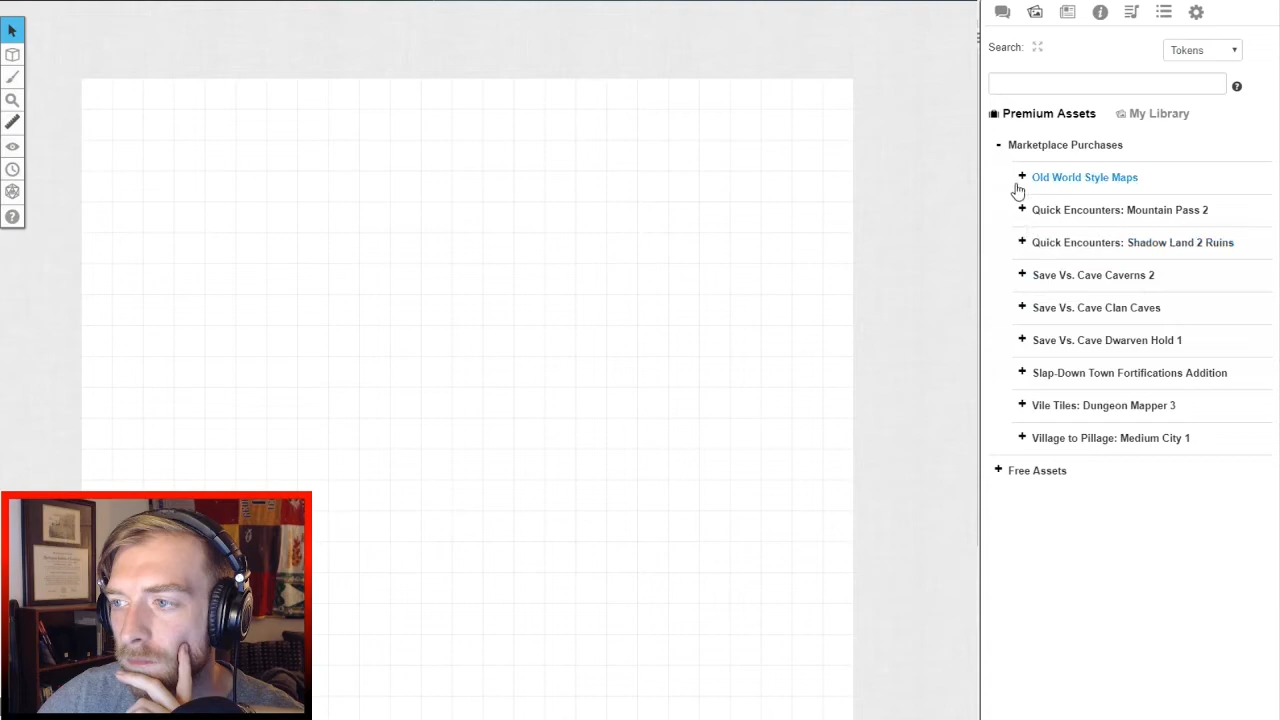 Search:
Tokens
Premium Assets My Library
- Marketplace Purchases
+ Old World Style Maps
+ Quick Encounters: Mountain Pass 2
+ Quick Encounters: Shadow Land 2 Ruins
+ Save Vs. Cave Caverns 2
+ Save Vs. Cave Clan Caves
+ Save Vs. Cave Dwarven Hold 1
+ Slap-Down Town Fortifications Addition
+ Vile Tiles: Dungeon Mapper 3
+ Village to Pillage: Medium City 1
+ Free Assets